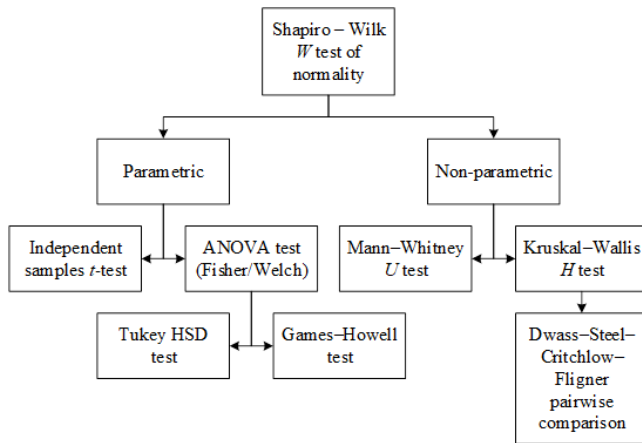 Shapiro – Wilk
W test of
normality
Parametric
Non-parametric
Independent
samples t-test
ANOVA test
(Fisher/Welch)
Mann–Whitney
U test
Kruskal-Wallis
H test
Tukey HSD
test
Games–Howell
test
Dwass–Steel–
Critchlow–
Fligner
pairwise
comparison